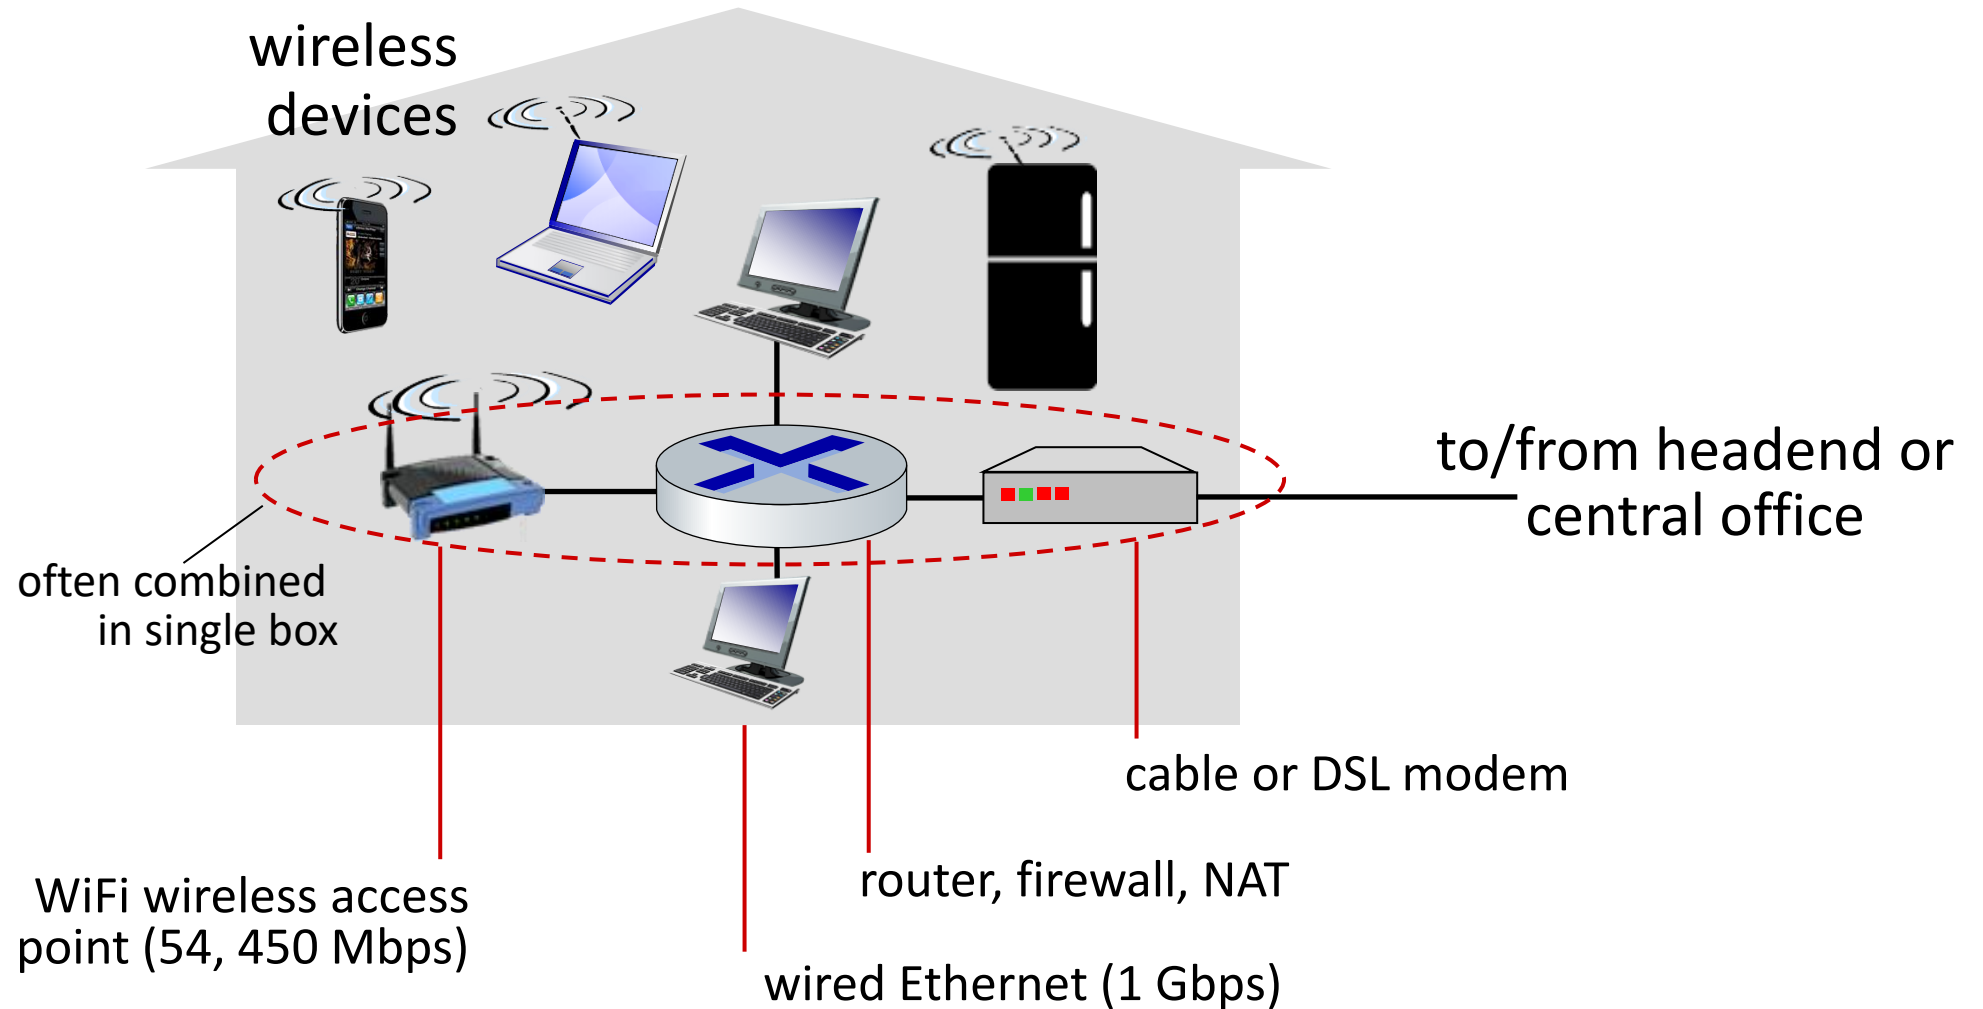 wireless
devices
to/from headend or
central office
often combined
in single box
cable or DSL modem
router, firewall, NAT
WiFi wireless access
point (54, 450 Mbps)
wired Ethernet (1 Gbps)